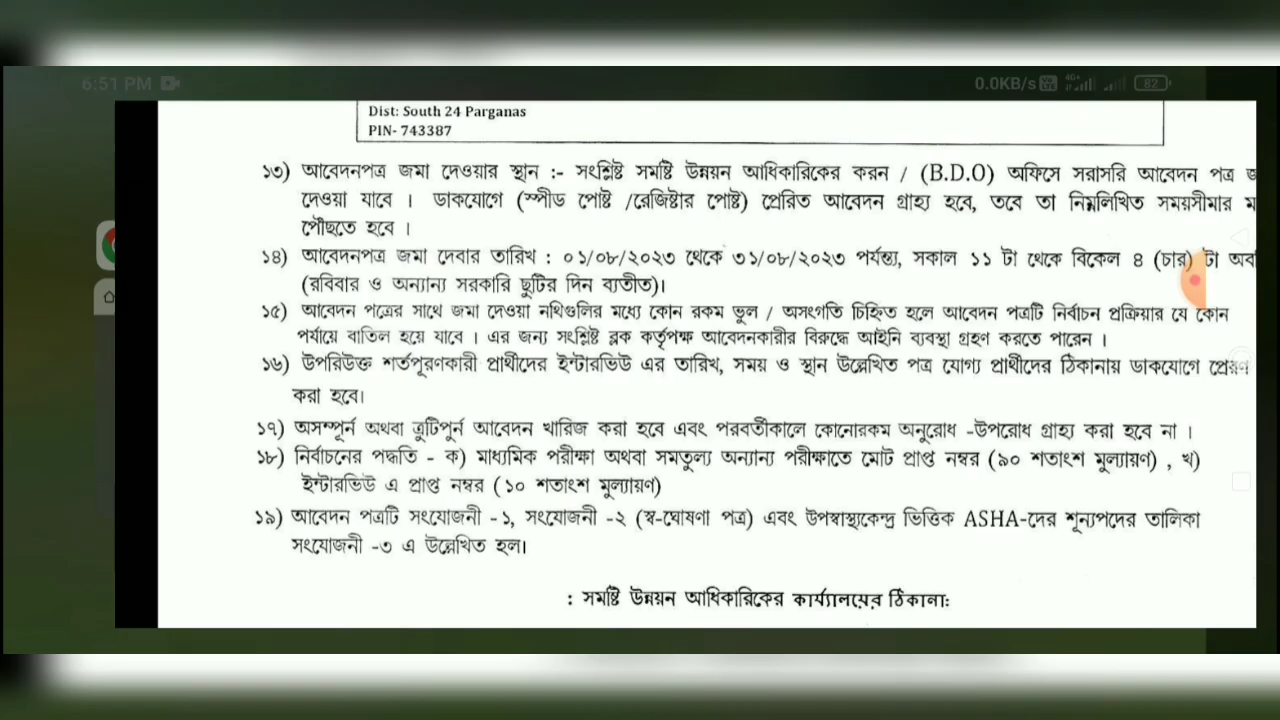 6:51 PM
0.0KB/s 4G+ 82
Dist: South 24 Parganas
PIN- 743387
১৩) আবেদনপত্র জমা দেওয়ার স্থান :- সংশ্লিষ্ট সমষ্টি উন্নয়ন আধিকারিকের করন / (B.D.O) অফিসে সরাসরি আবেদন পত্র
দেওয়া যাবে । ডাকযোগে (স্পীড পোষ্ট /রেজিষ্টার পোষ্ট) প্রেরিত আবেদন গ্রাহ্য হবে, তবে তা নিম্নলিখিত সময়সীমার
পৌঁছতে হবে ।
১৪) আবেদনপত্র জমা দেবার তারিখ : ০১/০৮/২০২৩ থেকে ৩১/০৮/২০২৩ পর্যন্ত্য, সকাল ১১ টা থেকে বিকেল ৪ (চার) টা
(রবিবার ও অন্যান্য সরকারি ছুটির দিন ব্যতীত)।
১৫) আবেদন পত্রের সাথে জমা দেওয়া নথিগুলির মধ্যে কোন রকম ভুল / অসংগতি চিহ্নিত হলে আবেদন পত্রটি নির্বাচন প্রক্রিয়ার যে কোন
পর্যায়ে বাতিল হয়ে যাবে । এর জন্য সংশ্লিষ্ট ব্লক কর্তৃপক্ষ আবেদনকারীর বিরুদ্ধে আইনি ব্যবস্থা গ্রহণ করতে পারেন ।
১৬) উপরিউক্ত শর্তপূরণকারী প্রার্থীদের ইন্টারভিউ এর তারিখ, সময় ও স্থান উল্লেখিত পত্র যোগ্য প্রার্থীদের ঠিকানায় ডাকযোগে প্রেরণ
করা হবে।
১৭) অসম্পূর্ন অথবা ত্রুটিপুর্ন আবেদন খারিজ করা হবে এবং পরবর্তীকালে কোনোরকম অনুরোধ -উপরোধ গ্রাহ্য করা হবে না ।
১৮) নির্বাচনের পদ্ধতি - ক) মাধ্যমিক পরীক্ষা অথবা সমতুল্য অন্যান্য পরীক্ষাতে মোট প্রাপ্ত নম্বর (৯০ শতাংশ মুল্যায়ণ) , খ)
ইন্টারভিউ এ প্রাপ্ত নম্বর (১০ শতাংশ মুল্যায়ণ)
১৯) আবেদন পত্রটি সংযোজনী -১, সংযোজনী -২ (স্ব-ঘোষণা পত্র) এবং উপস্বাস্থ্যকেন্দ্র ভিত্তিক ASHA-দের শূন্যপদের তালিকা
সংযোজনী -৩ এ উল্লেখিত হল।
: সমষ্টি উন্নয়ন আধিকারিকের কার্য্যালয়ের ঠিকানা: